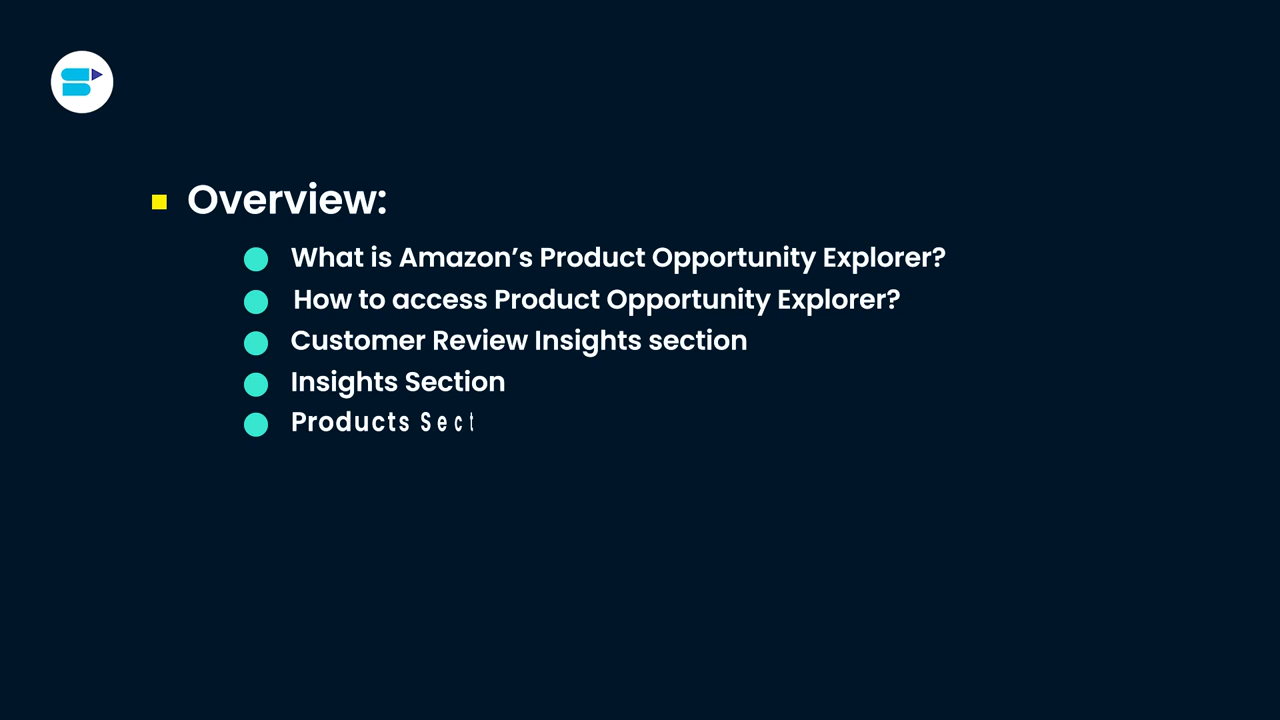 Overview:
What is Amazon’s Product Opportunity Explorer?
How to access Product Opportunity Explorer?
Customer Review Insights section
Insights Section
Products Sect